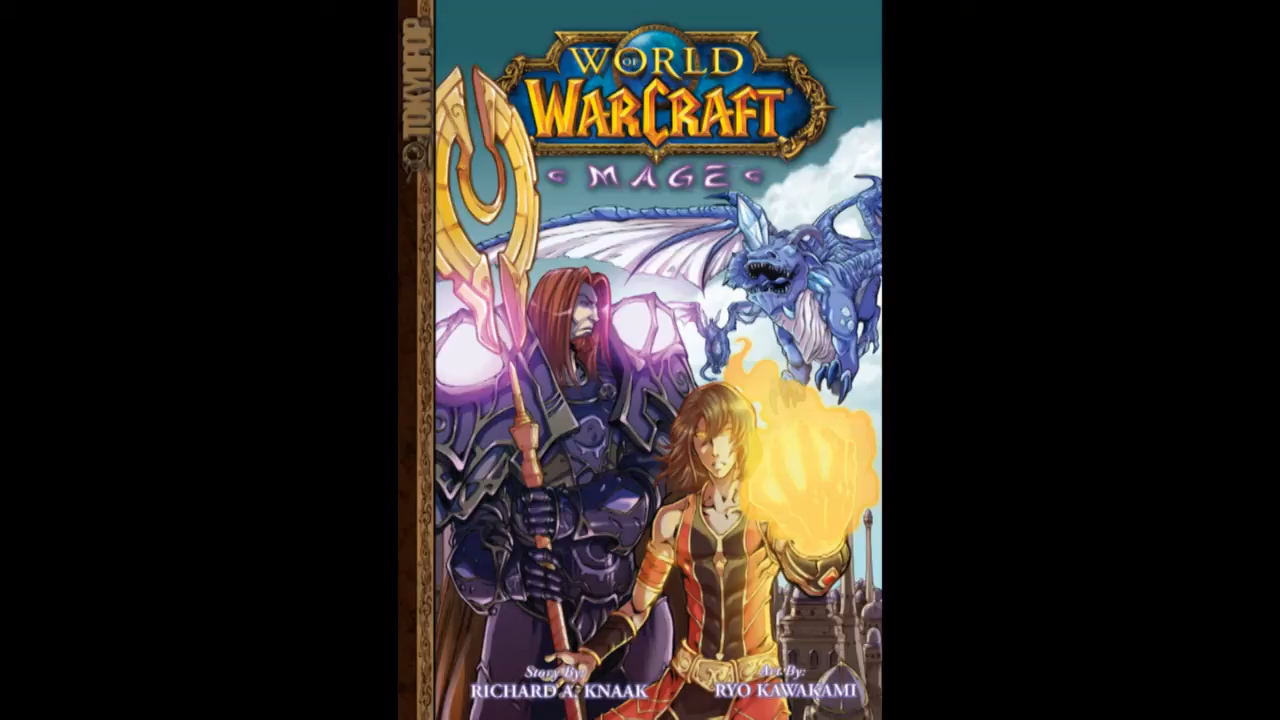 TOKYOPOP
WORLD
OF
WARCRAFT
MAGE
Story By:
RICHARD A. KNAAK
Art By:
RYO KAWAKAMI